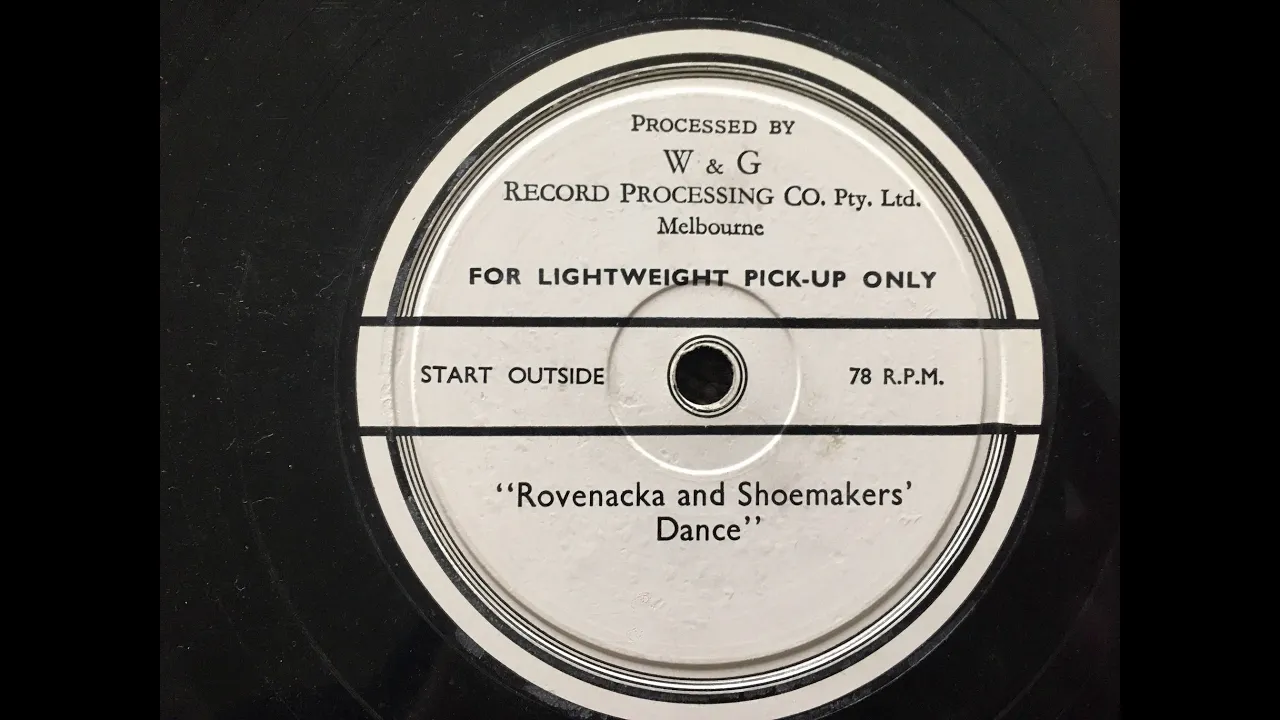 PROCESSED BY
W & G
RECORD PROCESSING CO. Pty. Ltd.
Melbourne
FOR LIGHTWEIGHT PICK-UP ONLY
START OUTSIDE 78 R.P.M.
“Rovenacka and Shoemakers’
Dance”